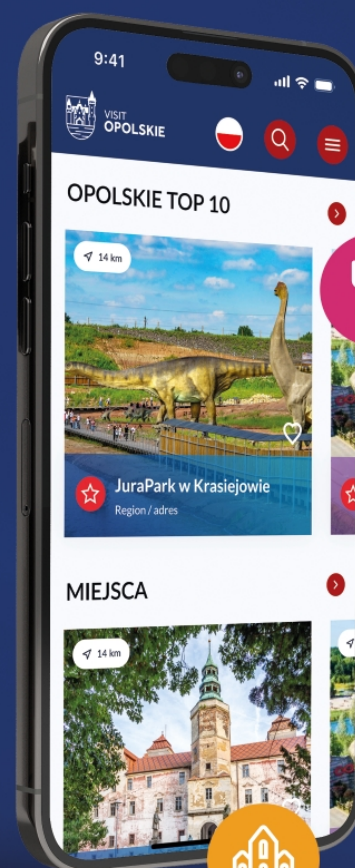 9:41
VISIT
OPOLSKIE
OPOLSKIE TOP 10
14 km
JuraPark w Krasiejowie
Region / adres
MIEJSCA
14 km